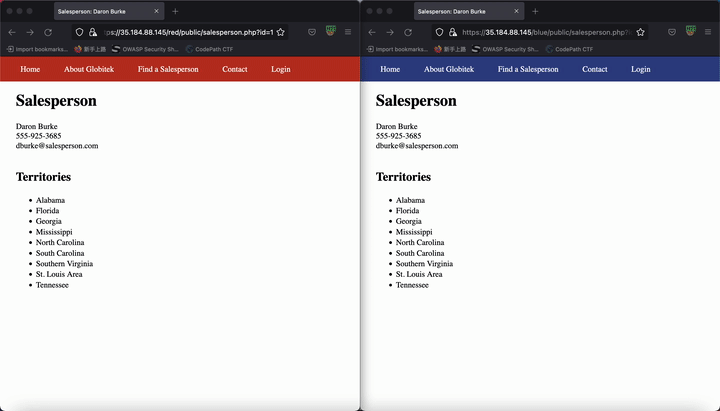 Salesperson: Daron Burke
ps://35.184.88.145/red/public/salesperson.php?id=1
Import bookmarks...
新手上路
OWASP Security Sh...
CodePath CTF
Home
About Globitek
Find a Salesperson
Contact
Login
Salesperson
Daron Burke
555-925-3685
dburke@salesperson.com
Territories
Alabama
Florida
Georgia
Mississippi
North Carolina
South Carolina
Southern Virginia
St. Louis Area
Tennessee
Salesperson: Daron Burke
https://35.184.88.145/blue/public/salesperson.php?
Import bookmarks...
新手上路
OWASP Security Sh...
CodePath CTF
Home
About Globitek
Find a Salesperson
Contact
Login
Salesperson
Daron Burke
555-925-3685
dburke@salesperson.com
Territories
Alabama
Florida
Georgia
Mississippi
North Carolina
South Carolina
Southern Virginia
St. Louis Area
Tennessee